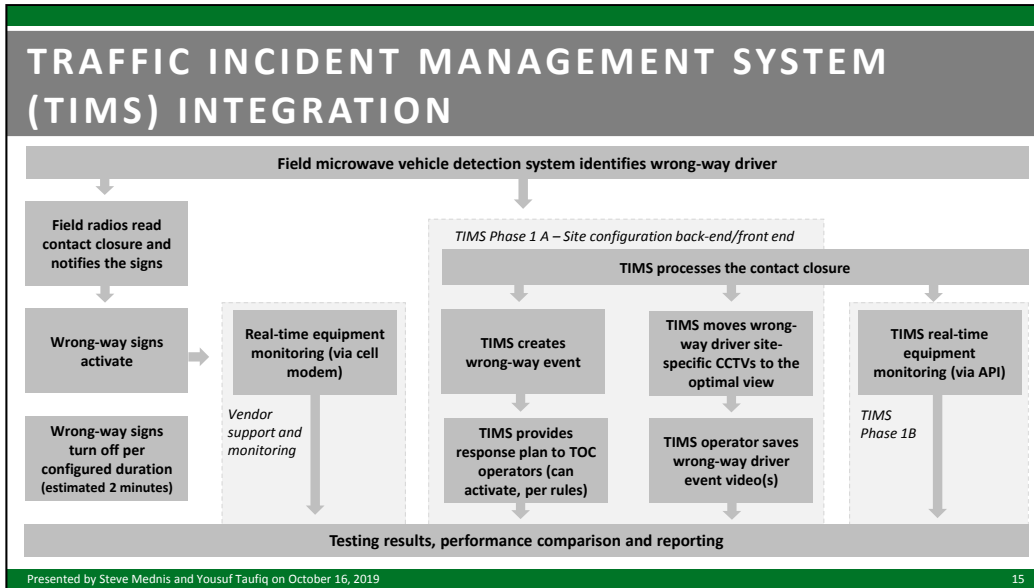 TRAFFIC INCIDENT MANAGEMENT SYSTEM
(TIMS) INTEGRATION
Field microwave vehicle detection system identifies wrong-way driver
Field radios read
contact closure and
notifies the signs
Wrong-way signs
activate
Wrong-way signs
turn off per
configured duration
(estimated 2 minutes)
Real-time equipment
monitoring (via cell
modem)
Vendor
support and
monitoring
TIMS Phase 1 A – Site configuration back-end/front end
TIMS processes the contact closure
TIMS creates
wrong-way event
TIMS provides
response plan to TOC
operators (can
activate, per rules)
TIMS moves wrong-
way driver site-
specific CCTVs to the
optimal view
TIMS operator saves
wrong-way driver
event video(s)
TIMS real-time
equipment
monitoring (via API)
TIMS
Phase 1B
Testing results, performance comparison and reporting
Presented by Steve Mednis and Yousuf Taufiq on October 16, 2019
15